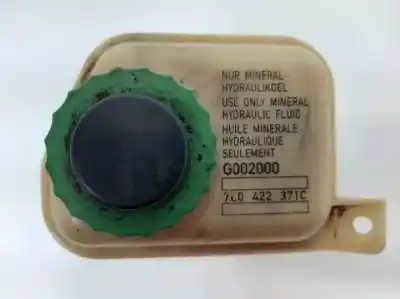 NUR MINERAL-
HYDRAULIKOEL
USE ONLY MINERAL
HYDRAULIC FLUID
HUILE MINERALE
HYDRAULIQUE
SEULEMENT
G002000
7L0 422 371C